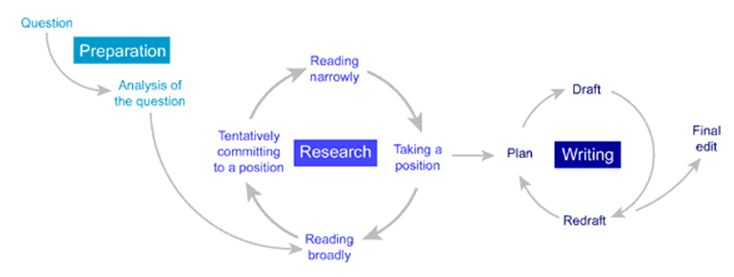 Question
Preparation
Analysis of
the question
Reading
narrowly
Tentatively
committing
to a position
Research
Taking a
position
Reading
broadly
Draft
Plan
Writing
Redraft
Final
edit